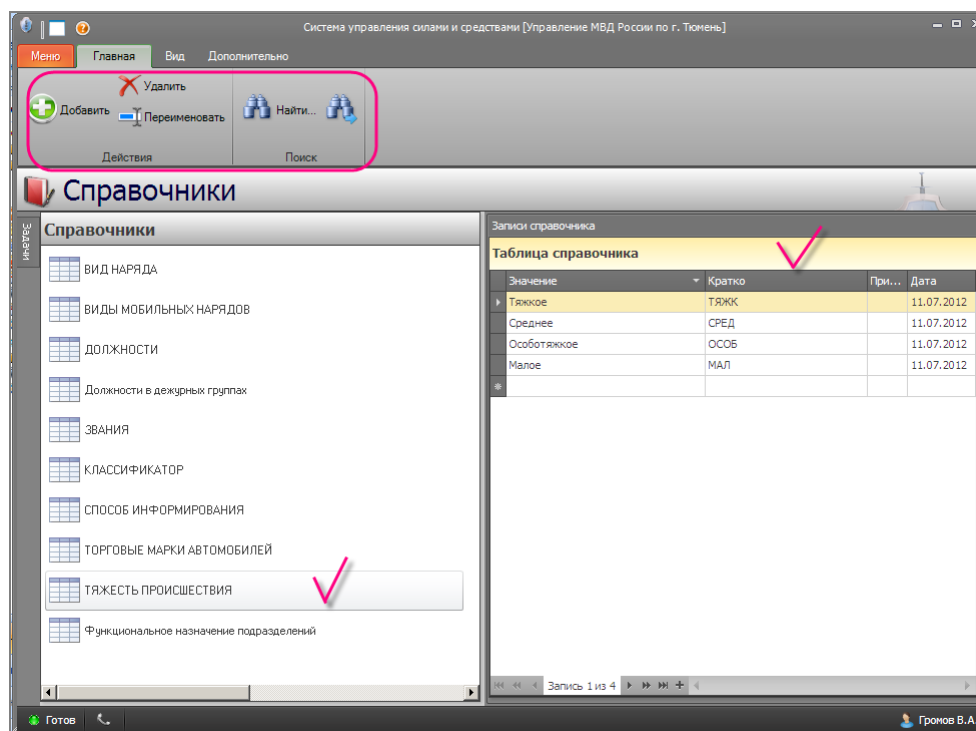 Система управления силами и средствами [Управление МВД России по г. Тюмень]
Меню Главная Вид Дополнительно
Удалить
Добавить Переименовать Найти...
Действия Поиск
Справочники
Задачи
Справочники
ВИД НАРЯДА
ВИДЫ МОБИЛЬНЫХ НАРЯДОВ
ДОЛЖНОСТИ
Должности в дежурных группах
ЗВАНИЯ
КЛАССИФИКАТОР
СПОСОБ ИНФОРМИРОВАНИЯ
ТОРГОВЫЕ МАРКИ АВТОМОБИЛЕЙ
ТЯЖЕСТЬ ПРОИСШЕСТВИЯ
Функциональное назначение подразделений
Записи справочника
Таблица справочника
Значение Кратко При... Дата
Тяжкое ТЯЖК 11.07.2012
Среднее СРЕД 11.07.2012
Особотяжкое ОСОБ 11.07.2012
Малое МАЛ 11.07.2012
Запись 1 из 4
Готов Громов В.А.